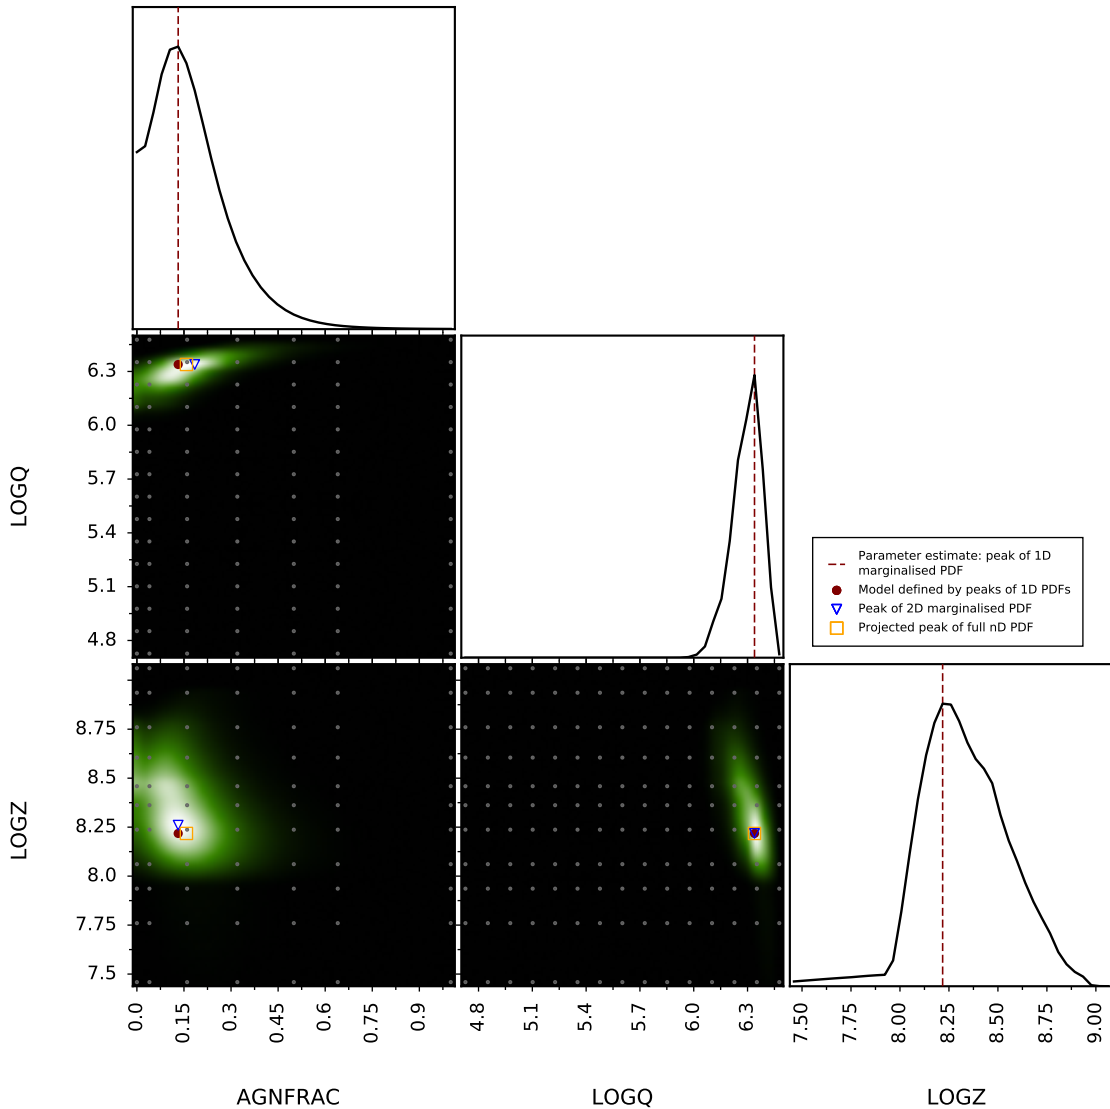 6.3
6.0
5.7
5.4
5.1
4.8
LOGQ
Parameter estimate: peak of 1D
marginalised PDF
Model defined by peaks of 1D PDFs
Peak of 2D marginalised PDF
Projected peak of full nD PDF
8.75
8.5
8.25
8.0
7.75
7.5
LOGZ
0.0 0.15 0.3 0.45 0.6 0.75 0.9
4.8 5.1 5.4 5.7 6.0 6.3
7.50 7.75 8.00 8.25 8.50 8.75 9.00
AGNFRAC LOGQ LOGZ